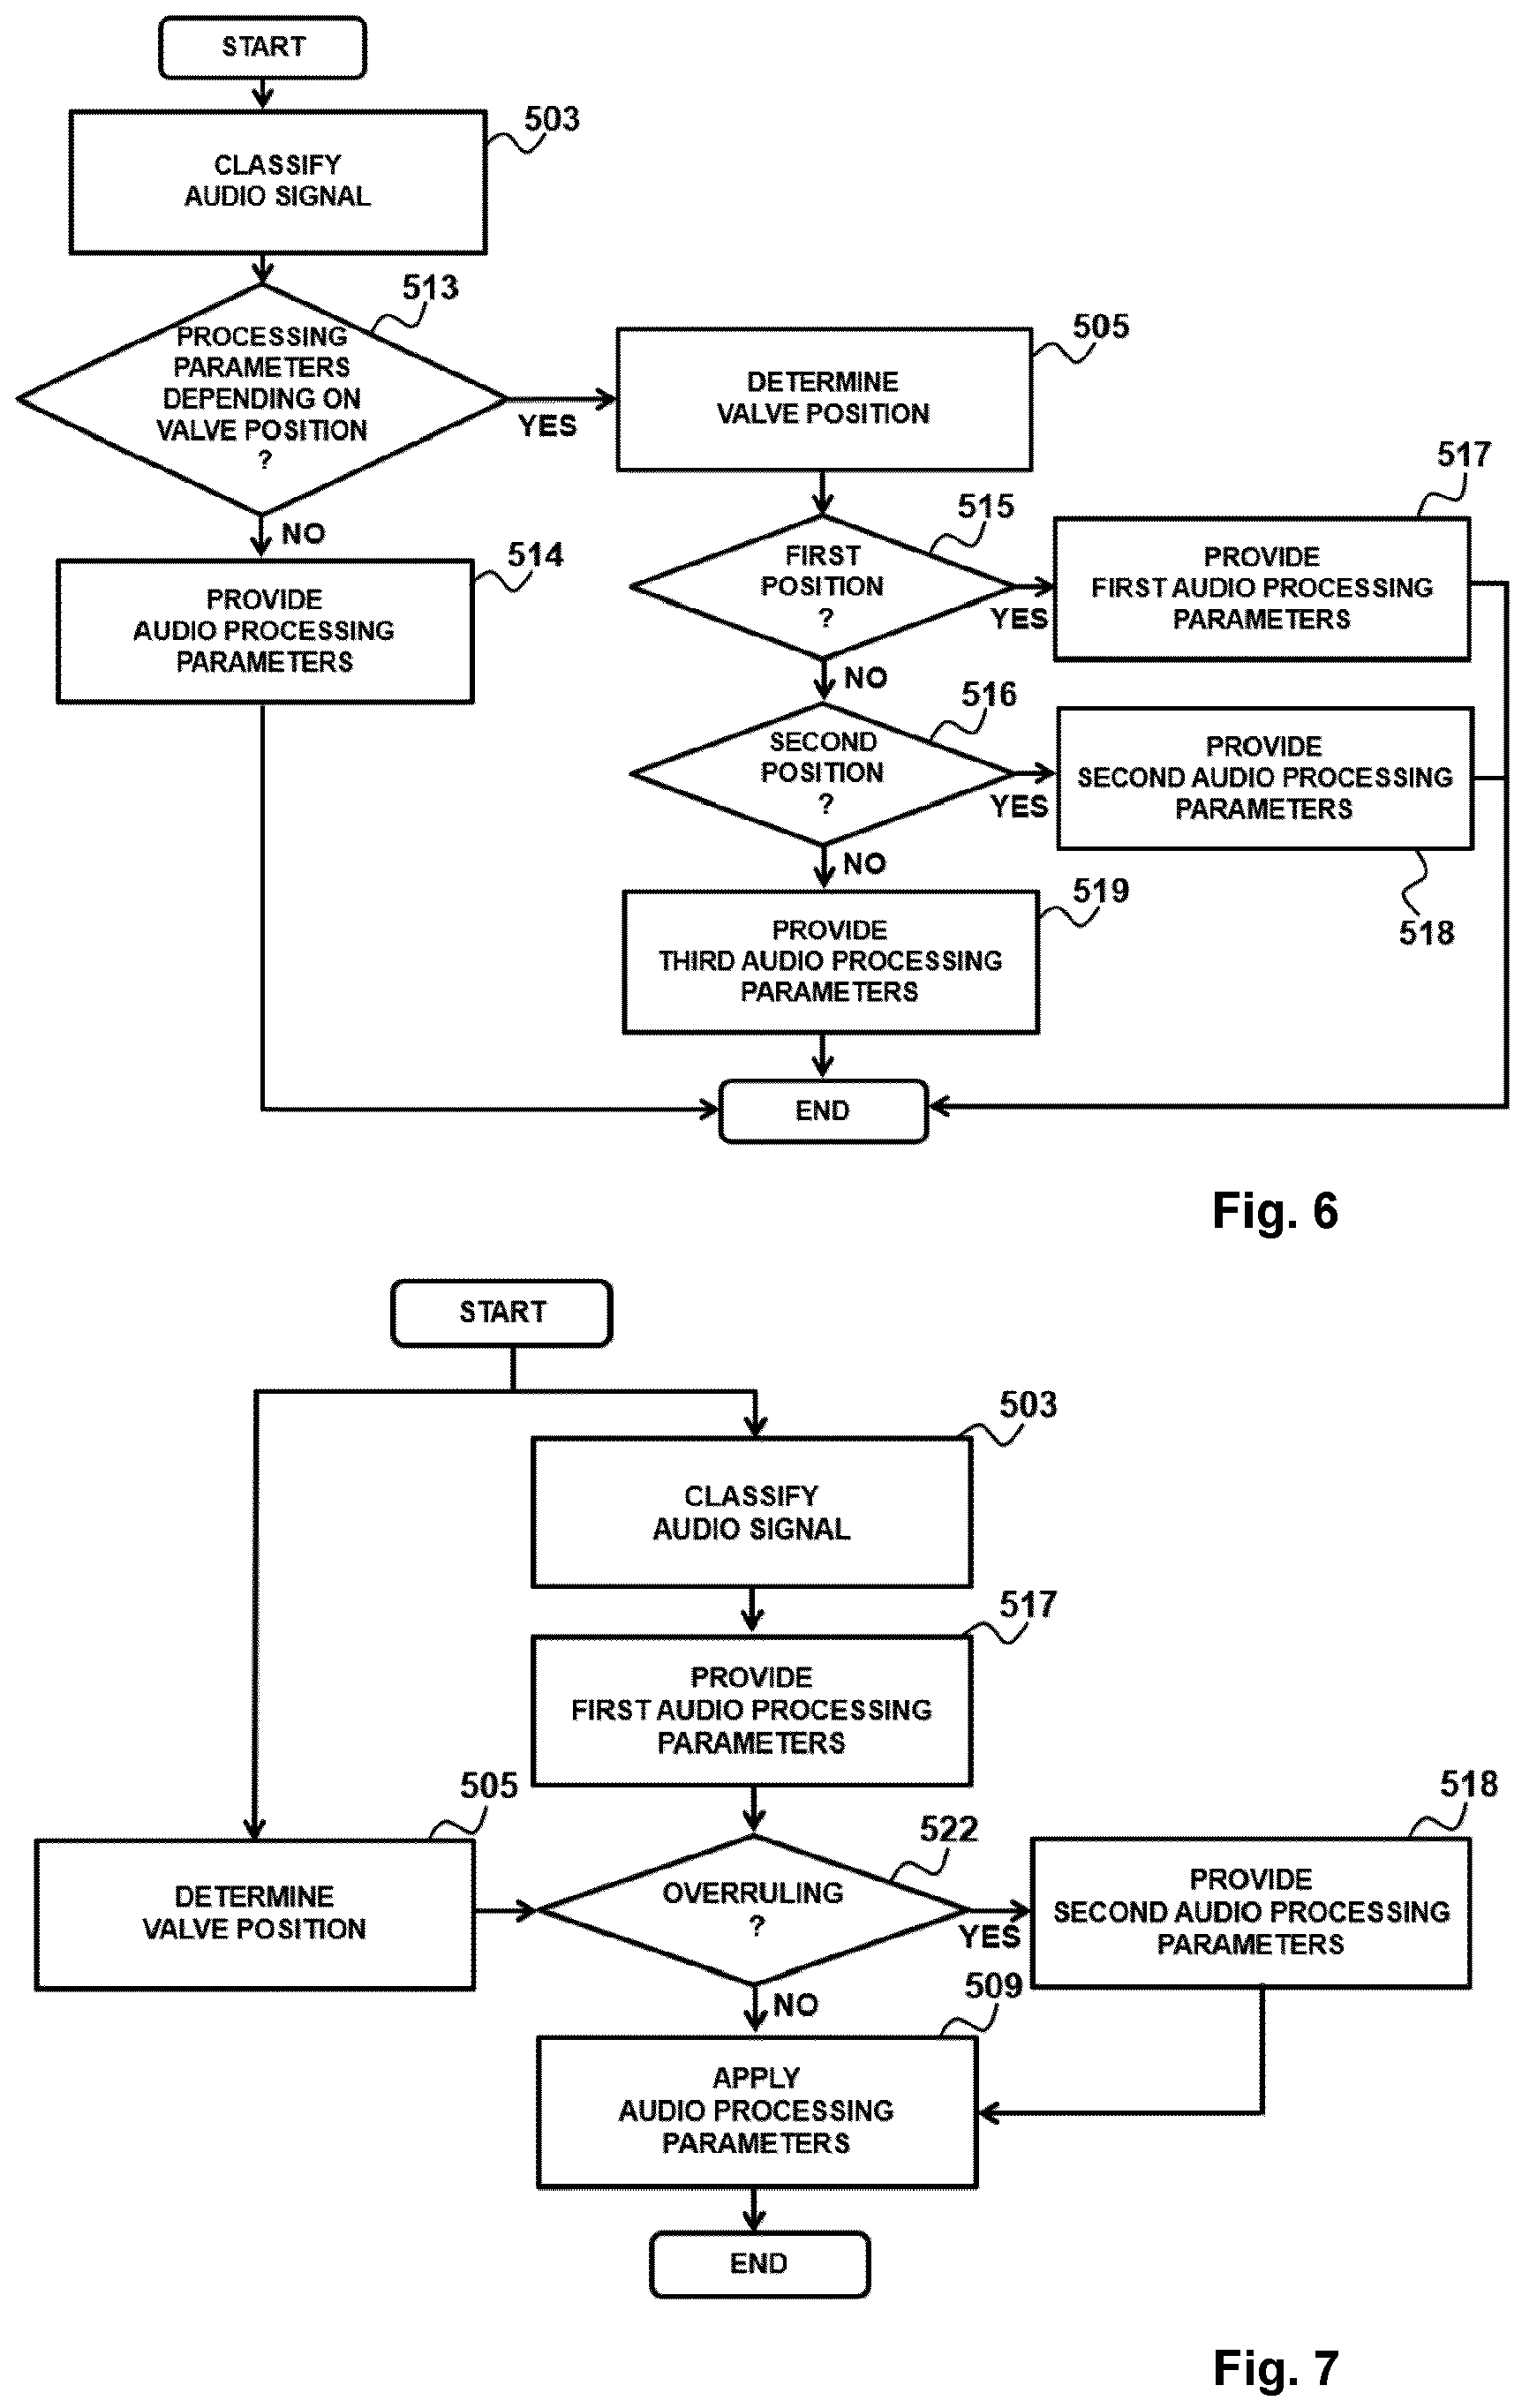 START
503
CLASSIFY
AUDIO SIGNAL
513
PROCESSING
PARAMETERS
DEPENDING ON
VALVE POSITION
?
YES
NO
505
DETERMINE
VALVE POSITION
514
PROVIDE
AUDIO PROCESSING
PARAMETERS
515
FIRST
POSITION
?
YES
NO
517
PROVIDE
FIRST AUDIO PROCESSING
PARAMETERS
516
SECOND
POSITION
?
YES
NO
PROVIDE
SECOND AUDIO PROCESSING
PARAMETERS
518
519
PROVIDE
THIRD AUDIO PROCESSING
PARAMETERS
END
Fig. 6
START
503
CLASSIFY
AUDIO SIGNAL
517
PROVIDE
FIRST AUDIO PROCESSING
PARAMETERS
505
DETERMINE
VALVE POSITION
522
OVERRULING
?
YES
NO
518
PROVIDE
SECOND AUDIO PROCESSING
PARAMETERS
509
APPLY
AUDIO PROCESSING
PARAMETERS
END
Fig. 7